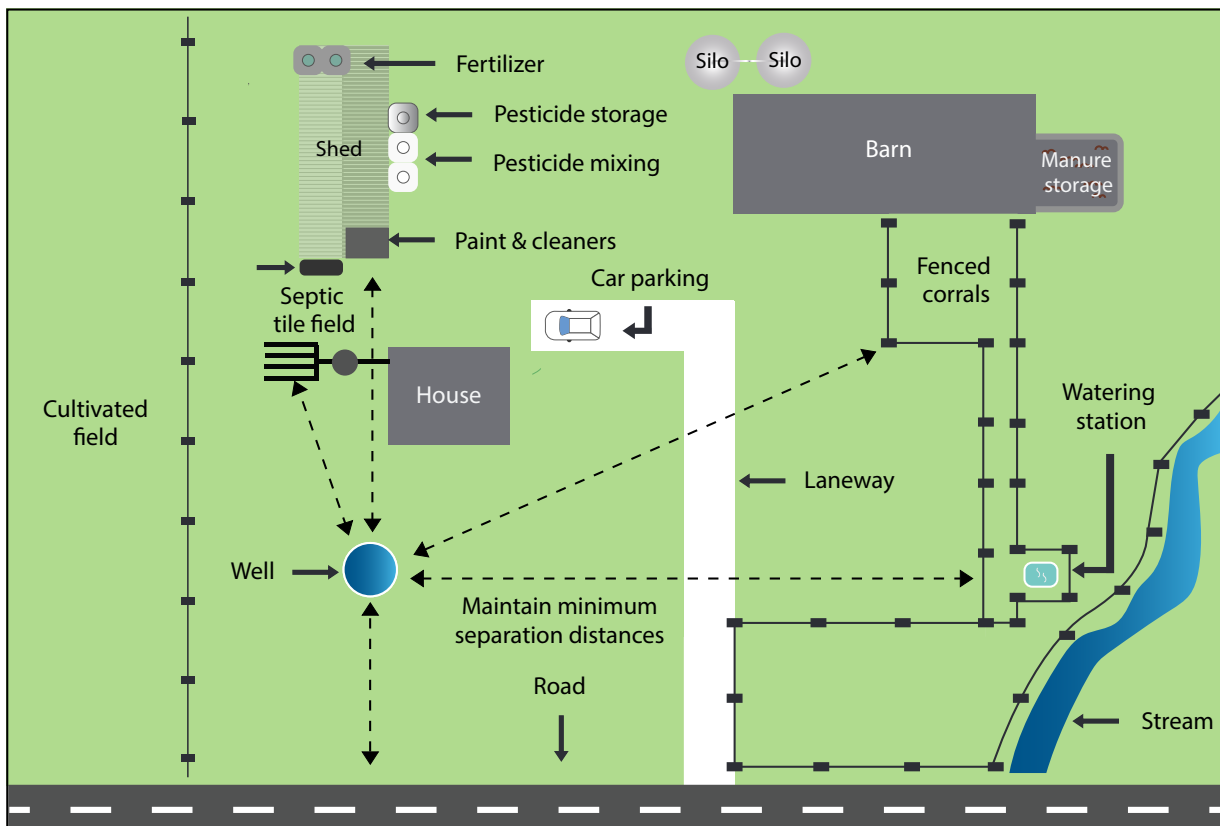 Silo
Silo
Fertilizer
Pesticide storage
Shed
Pesticide mixing
Barn
Manure
storage
Paint & cleaners
Fenced
corrals
Car parking
Septic
tile field
House
Cultivated
field
Watering
station
Laneway
Well
Maintain minimum
separation distances
Road
Stream